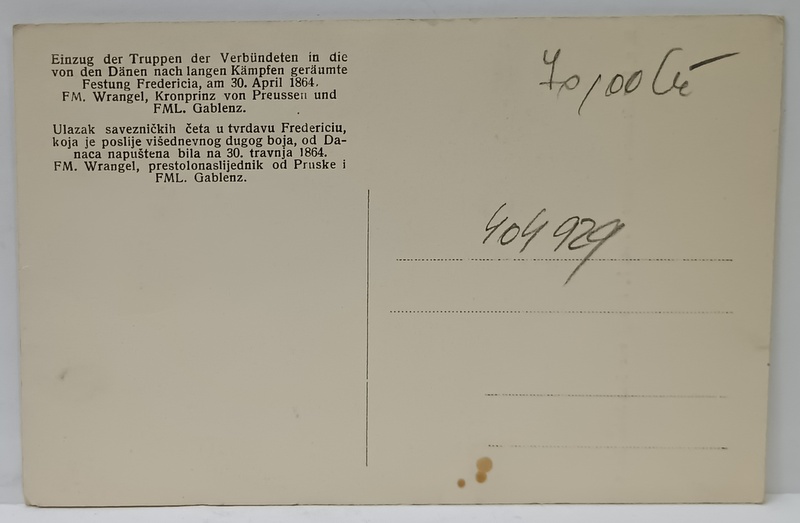 Einzug der Truppen der Verbündeten in die
von den Dänen nach langen Kämpfen geräumte
Festung Fredericia, am 30. April 1864.
FM. Wrangel, Kronprinz von Preussen und
FML. Gablenz.
Ulazak savezničkih četa u tvrdavu Fredericiu,
koja je poslije višednevnog dugog boja, od Da-
naca napuštena bila na 30. travnja 1864.
FM. Wrangel, prestolonaslijednik od Pruske i
FML. Gablenz.
70,00 Kč
404929